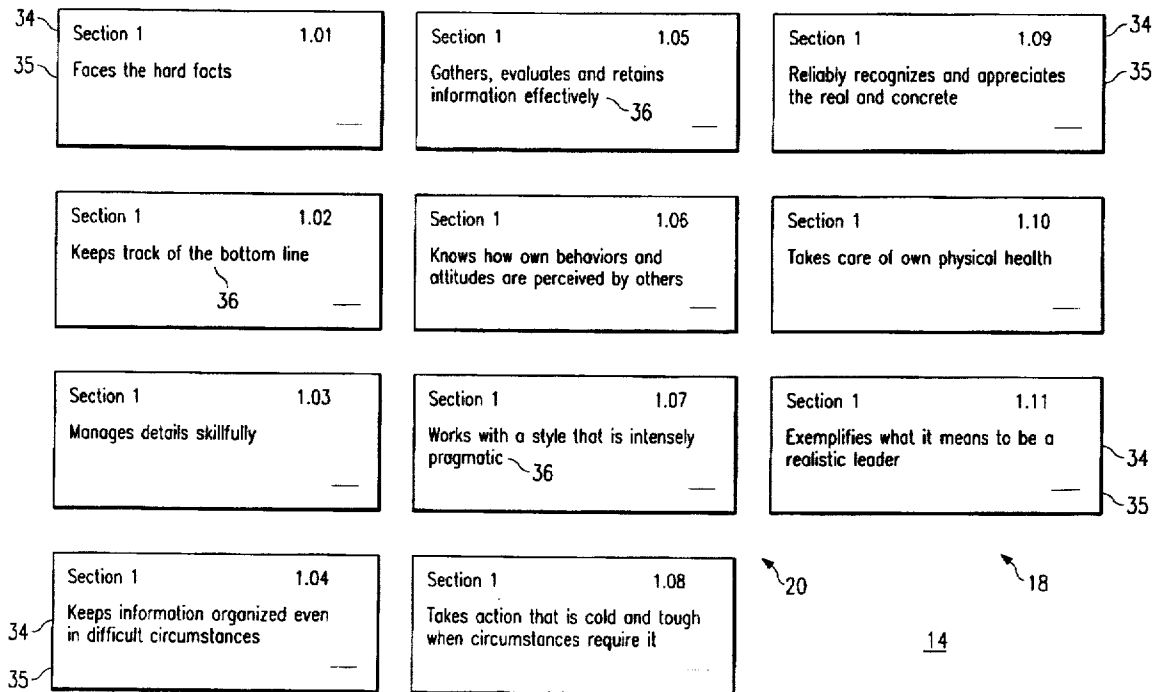 34
Section 1 1.01
35
Faces the hard facts
Section 1 1.05
Gathers, evaluates and retains
information effectively
36
Section 1 1.09
34
Reliably recognizes and appreciates
the real and concrete
35
Section 1 1.02
Keeps track of the bottom line
36
Section 1 1.06
Knows how own behaviors and
attitudes are perceived by others
Section 1 1.10
Takes care of own physical health
Section 1 1.03
Manages details skillfully
Section 1 1.07
Works with a style that is intensely
pragmatic
36
Section 1 1.11
Exemplifies what it means to be a
realistic leader
34
35
Section 1 1.04
Keeps information organized even
in difficult circumstances
34
35
Section 1 1.08
Takes action that is cold and tough
when circumstances require it
20
18
14